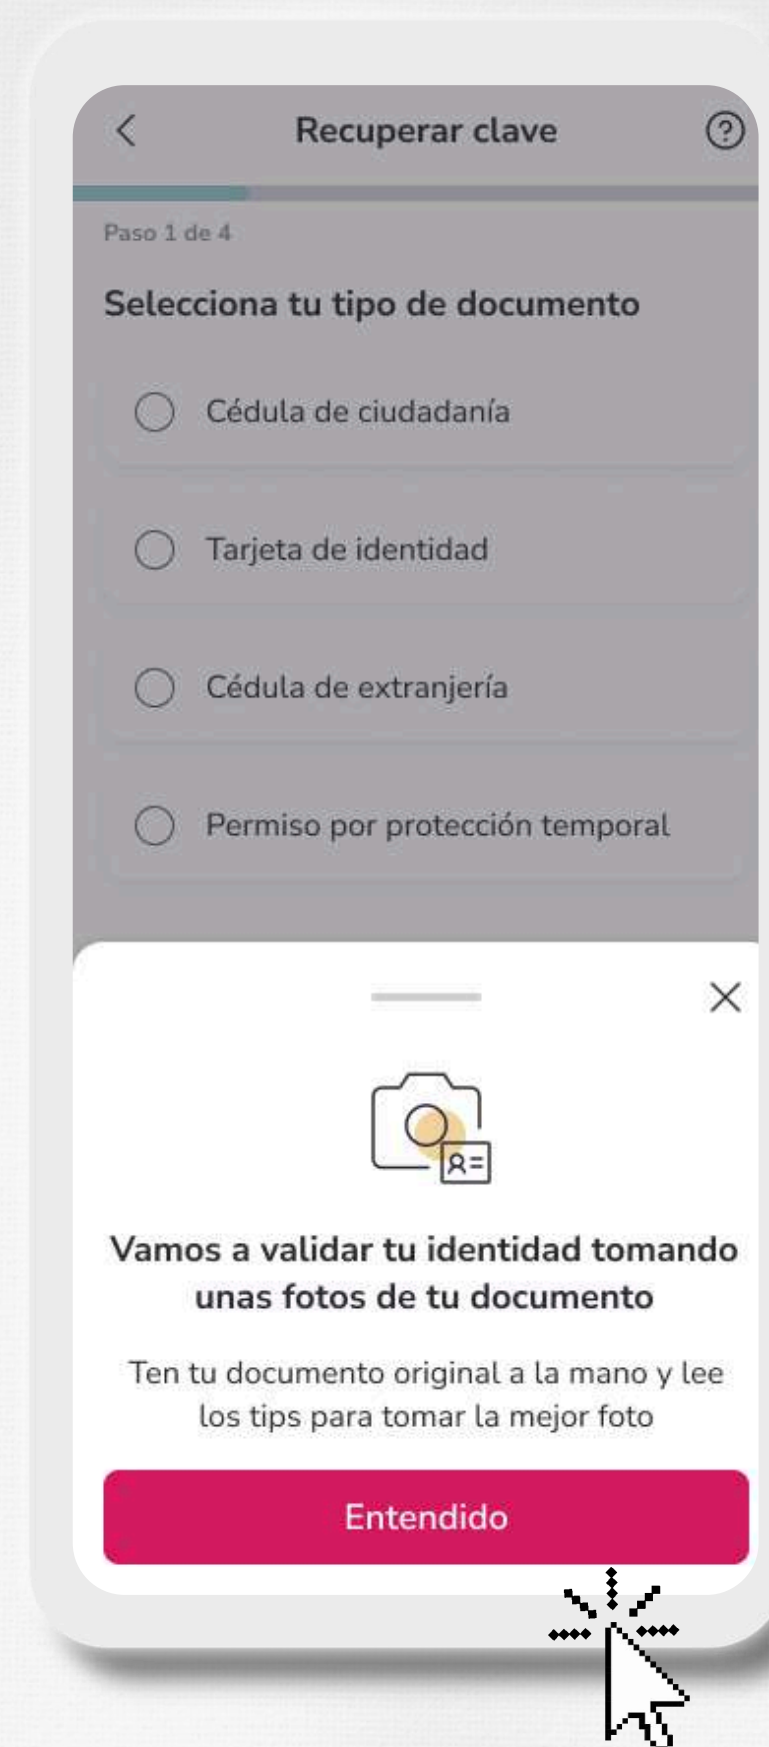 Recuperar clave
Paso 1 de 4
Selecciona tu tipo de documento
Cédula de ciudadanía
Tarjeta de identidad
Cédula de extranjería
Permiso por protección temporal
Vamos a validar tu identidad tomando
unas fotos de tu documento
Ten tu documento original a la mano y lee
los tips para tomar la mejor foto
Entendido